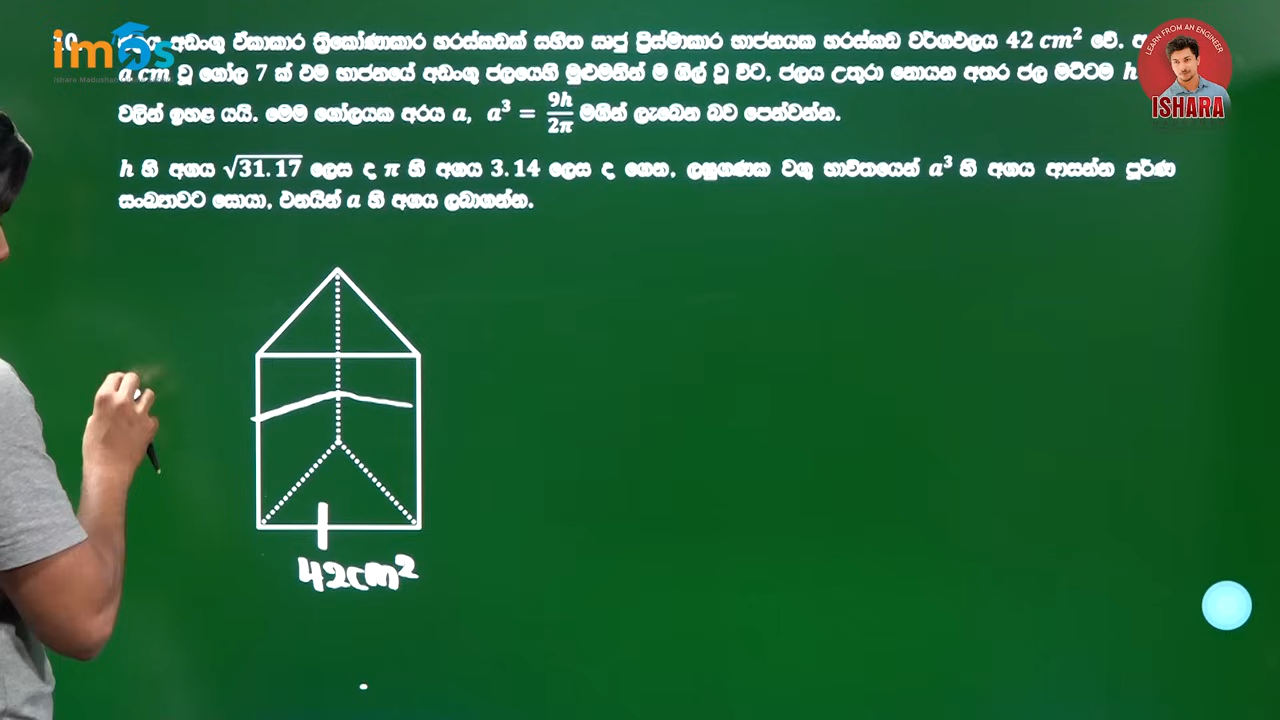 imos
10. ජලය අඩංගු ඒකාකාර ත්‍රිකෝණාකාර හරස්කඩක් සහිත ඍජු ප්‍රිස්මාකාර භාජනයක හරස්කඩ වර්ගඵලය 42 cm² වේ.
a cm වූ ගෝල 7 ක් එම භාජනයේ අඩංගු ජලයෙහි මුළුමනින් ම ගිල් වූ විට, ජලය උතුරා නොයන අතර ජල මට්ටම h
වලින් ඉහළ යයි. මෙම ගෝලයක අරය a, a³ = 9h/2π මගින් ලැබෙන බව පෙන්වන්න.
h හි අගය √31.17 ලෙස ද π හි අගය 3.14 ලෙස ද ගෙන, ලඝුගණක වගු භාවිතයෙන් a³ හි අගය ආසන්න පූර්ණ
සංඛ්‍යාවට සොයා, එනයින් a හි අගය ලබාගන්න.
LEARN FROM AN ENGINEER
ISHARA
42cm²